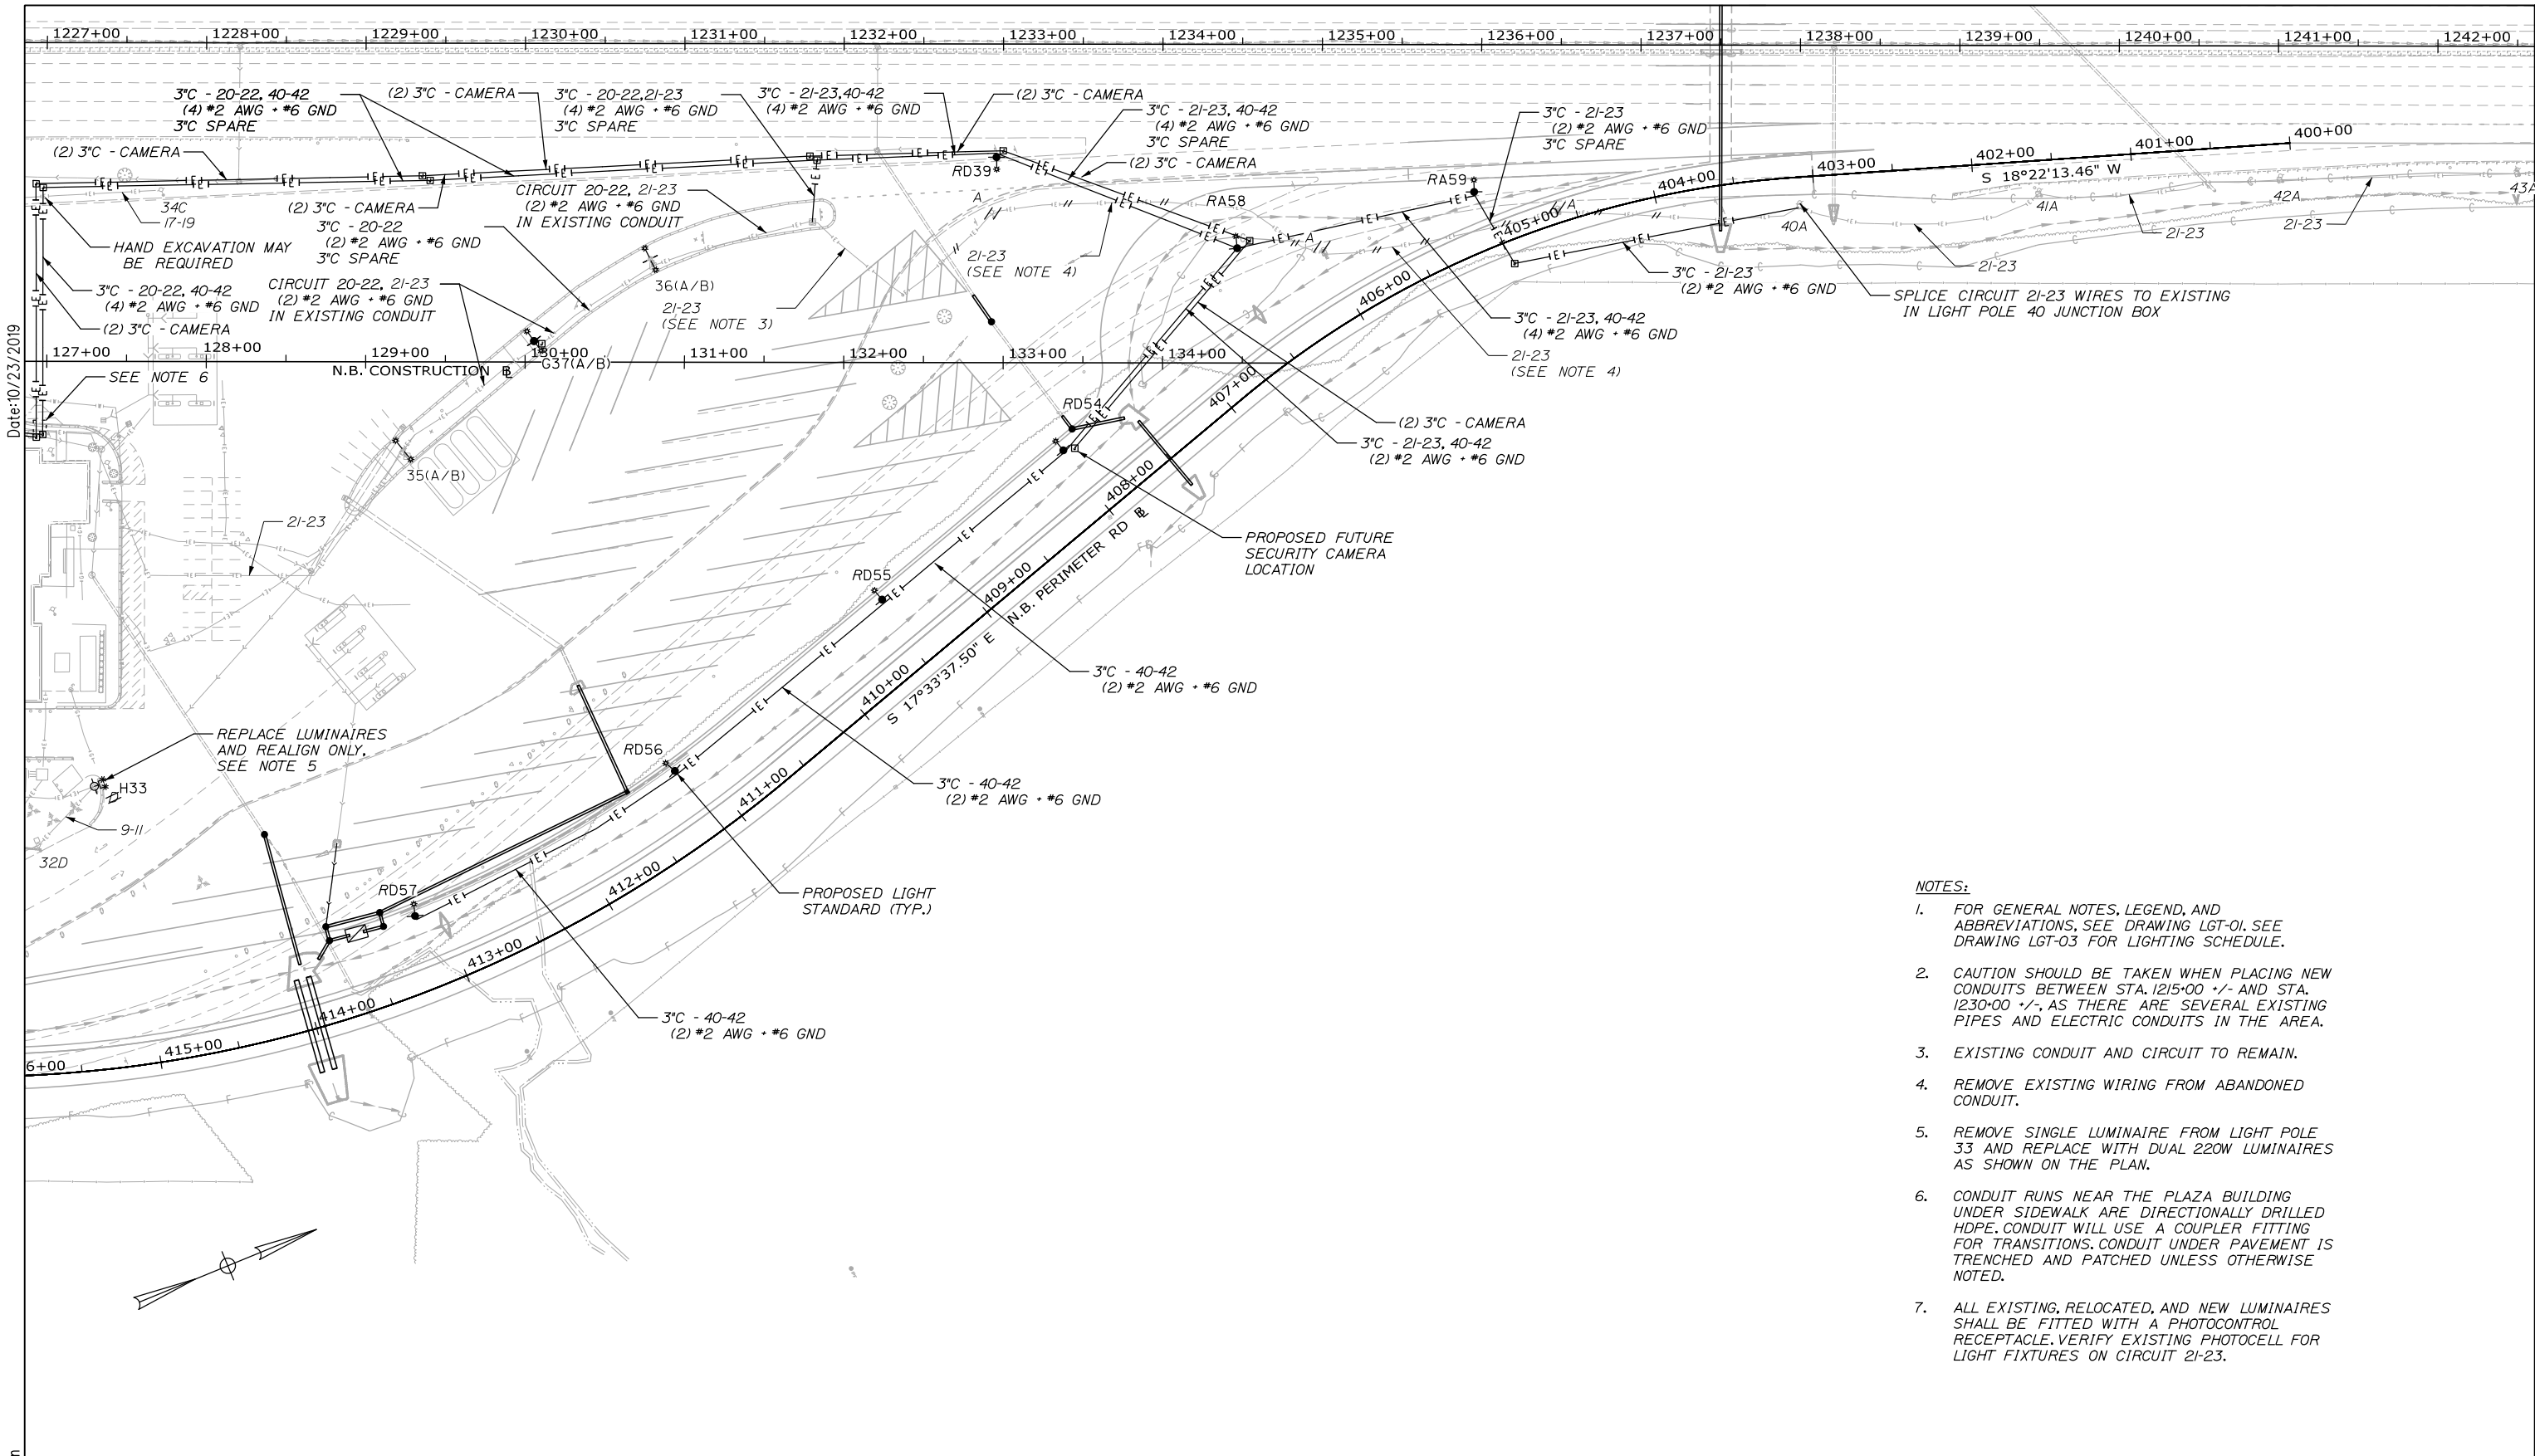 1227+00
1228+00
1229+00
1230+00
1231+00
1232+00
1233+00
1234+00
1235+00
1236+00
1237+00
1238+00
1239+00
1240+00
1241+00
1242+00
3"C - 20-22, 40-42
(4) #2 AWG + #6 GND
3"C SPARE
(2) 3"C - CAMERA
3"C - 20-22, 21-23
(4) #2 AWG + #6 GND
3"C SPARE
3"C - 21-23, 40-42
(4) #2 AWG + #6 GND
(2) 3"C - CAMERA
3"C - 21-23, 40-42
(4) #2 AWG + #6 GND
3"C SPARE
(2) 3"C - CAMERA
3"C - 21-23
(2) #2 AWG + #6 GND
3"C SPARE
(2) 3"C - CAMERA
400+00
401+00
402+00
403+00
404+00
405+00
406+00
407+00
408+00
409+00
410+00
411+00
412+00
413+00
414+00
415+00
6+00
S 18°22'13.46" W
RD39
RA58
RA59
34C
17-19
(2) 3"C - CAMERA
3"C - 20-22
(2) #2 AWG + #6 GND
3"C SPARE
CIRCUIT 20-22, 21-23
(2) #2 AWG + #6 GND
IN EXISTING CONDUIT
HAND EXCAVATION MAY
BE REQUIRED
3"C - 20-22, 40-42
(4) #2 AWG + #6 GND
(2) 3"C - CAMERA
CIRCUIT 20-22, 21-23
(2) #2 AWG + #6 GND
IN EXISTING CONDUIT
36(A/B)
21-23
(SEE NOTE 3)
21-23
(SEE NOTE 4)
A
A
A
40A
41A
42A
43A
21-23
21-23
21-23
3"C - 21-23
(2) #2 AWG + #6 GND
SPLICE CIRCUIT 21-23 WIRES TO EXISTING
IN LIGHT POLE 40 JUNCTION BOX
3"C - 21-23, 40-42
(4) #2 AWG + #6 GND
21-23
(SEE NOTE 4)
Date:10/23/2019
127+00
128+00
129+00
130+00
131+00
132+00
133+00
134+00
N.B. CONSTRUCTION BL
G37(A/B)
SEE NOTE 6
RD54
(2) 3"C - CAMERA
3"C - 21-23, 40-42
(2) #2 AWG + #6 GND
35(A/B)
21-23
PROPOSED FUTURE
SECURITY CAMERA
LOCATION
RD55
S 17°33'37.50" E
N.B. PERIMETER RD BL
3"C - 40-42
(2) #2 AWG + #6 GND
REPLACE LUMINAIRES
AND REALIGN ONLY.
SEE NOTE 5
RD56
H33
9-11
32D
3"C - 40-42
(2) #2 AWG + #6 GND
RD57
PROPOSED LIGHT
STANDARD (TYP.)
3"C - 40-42
(2) #2 AWG + #6 GND
NOTES:
1. FOR GENERAL NOTES, LEGEND, AND
ABBREVIATIONS, SEE DRAWING LGT-01. SEE
DRAWING LGT-03 FOR LIGHTING SCHEDULE.
2. CAUTION SHOULD BE TAKEN WHEN PLACING NEW
CONDUITS BETWEEN STA. 1215+00 +/- AND STA.
1230+00 +/-, AS THERE ARE SEVERAL EXISTING
PIPES AND ELECTRIC CONDUITS IN THE AREA.
3. EXISTING CONDUIT AND CIRCUIT TO REMAIN.
4. REMOVE EXISTING WIRING FROM ABANDONED
CONDUIT.
5. REMOVE SINGLE LUMINAIRE FROM LIGHT POLE
33 AND REPLACE WITH DUAL 220W LUMINAIRES
AS SHOWN ON THE PLAN.
6. CONDUIT RUNS NEAR THE PLAZA BUILDING
UNDER SIDEWALK ARE DIRECTIONALLY DRILLED
HDPE. CONDUIT WILL USE A COUPLER FITTING
FOR TRANSITIONS. CONDUIT UNDER PAVEMENT IS
TRENCHED AND PATCHED UNLESS OTHERWISE
NOTED.
7. ALL EXISTING, RELOCATED, AND NEW LUMINAIRES
SHALL BE FITTED WITH A PHOTOCONTROL
RECEPTACLE. VERIFY EXISTING PHOTOCELL FOR
LIGHT FIXTURES ON CIRCUIT 21-23.